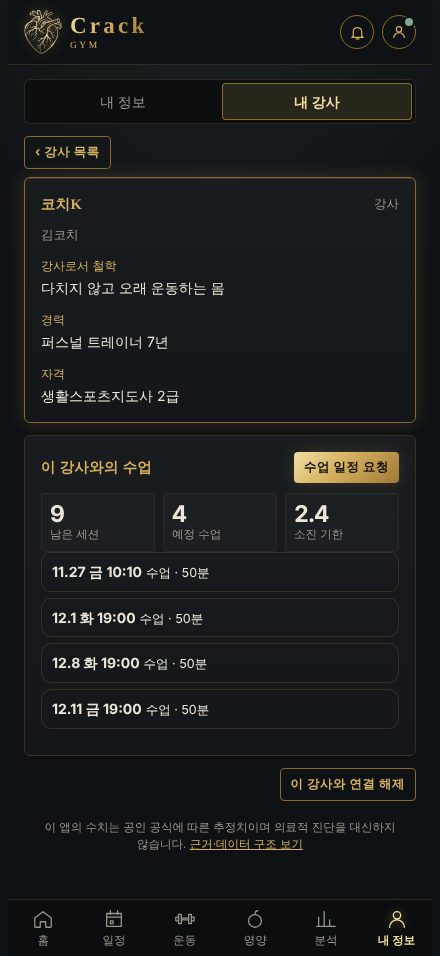 Crack
GYM
내 정보
내 강사
‹ 강사 목록
코치K
강사
김코치
강사로서 철학
다치지 않고 오래 운동하는 몸
경력
퍼스널 트레이너 7년
자격
생활스포츠지도사 2급
이 강사와의 수업
수업 일정 요청
9
남은 세션
4
예정 수업
2.4
소진 기한
11.27 금 10:10 수업 · 50분
12.1 화 19:00 수업 · 50분
12.8 화 19:00 수업 · 50분
12.11 금 19:00 수업 · 50분
이 강사와 연결 해제
이 앱의 수치는 공인 공식에 따른 추정치이며 의료적 진단을 대신하지
않습니다. 근거·데이터 구조 보기
홈
일정
운동
영양
분석
내 정보